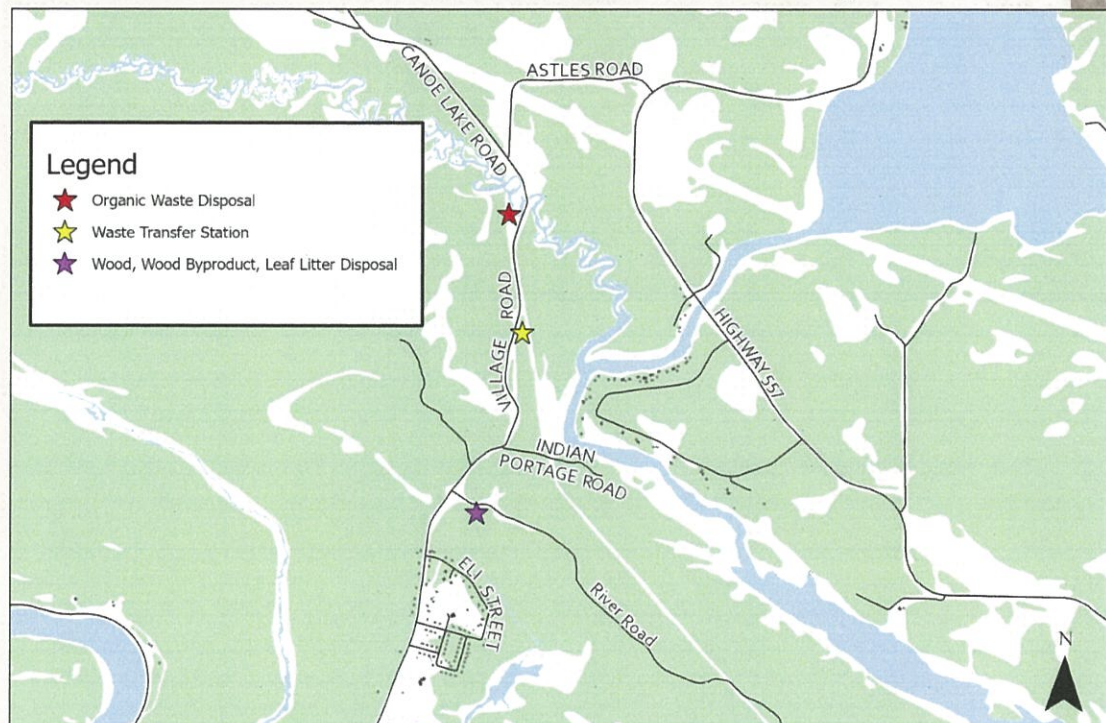 CANOE LAKE ROAD
ASTLES ROAD
Legend
Organic Waste Disposal
Waste Transfer Station
Wood, Wood Byproduct, Leaf Litter Disposal
VILLAGE ROAD
HIGHWAY 557
INDIAN
PORTAGE ROAD
ELI STREET
River Road
N